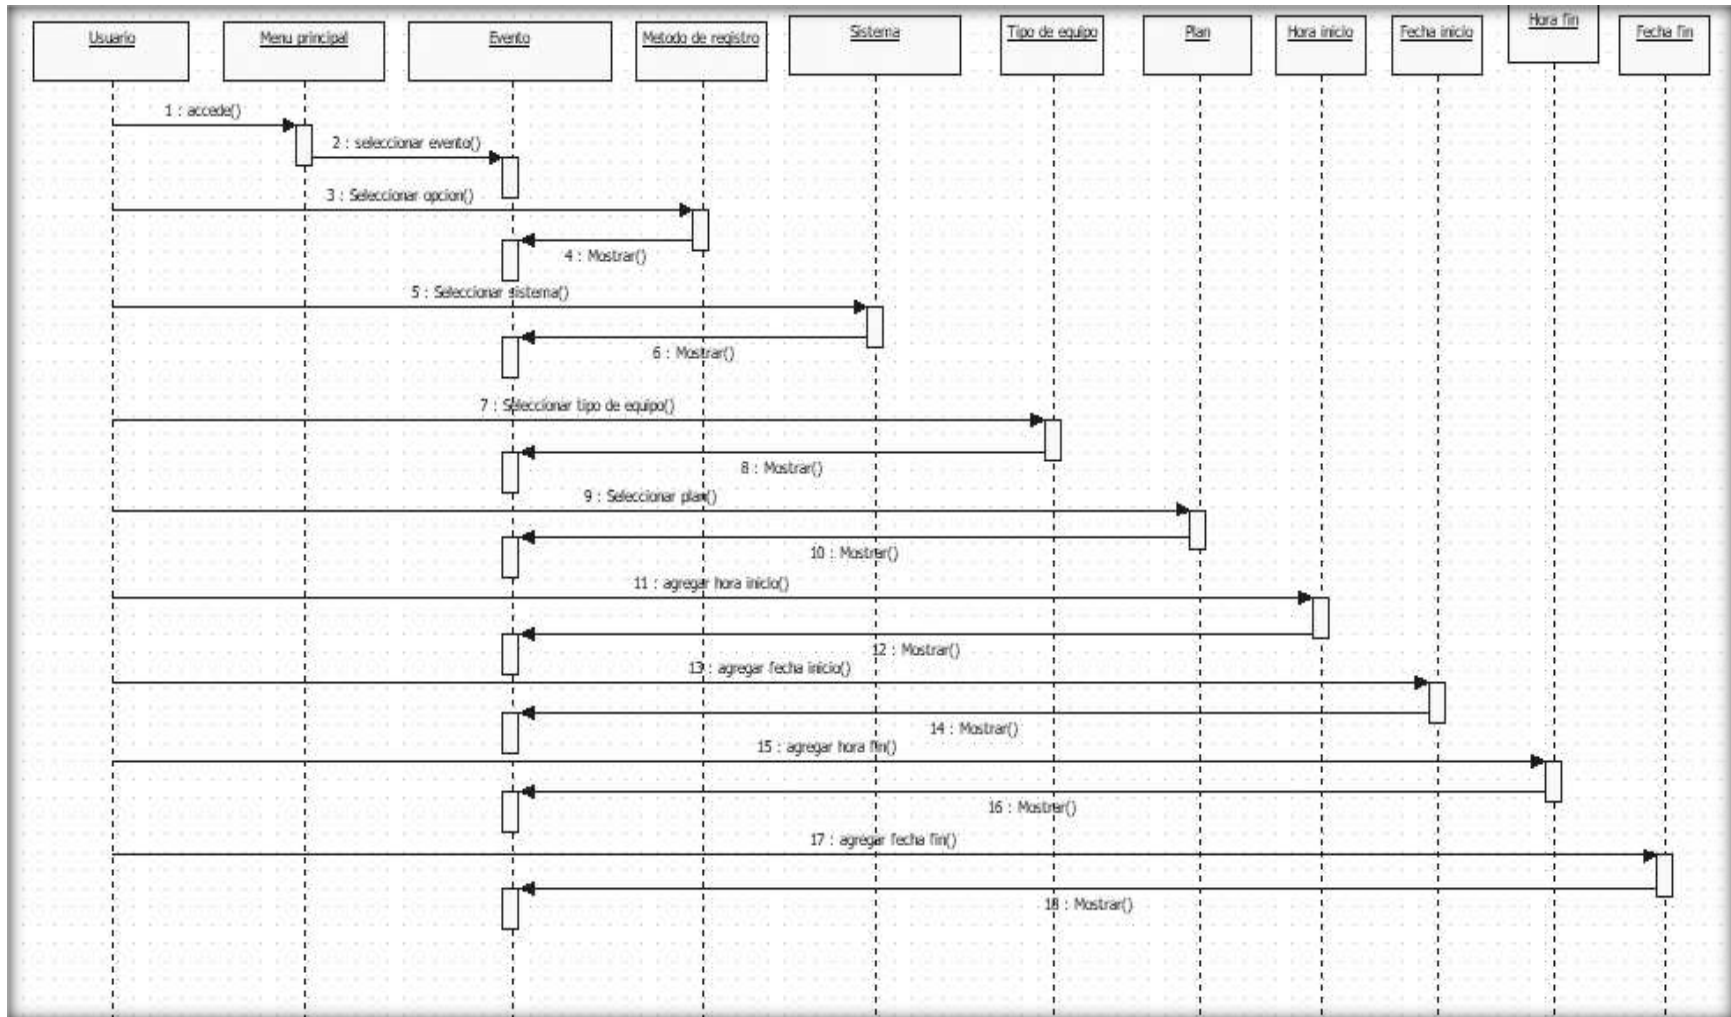 Usuario
Menu principal
Evento
Metodo de registro
Sistema
Tipo de equipo
Plan
Hora inicio
Fecha inicio
Hora fin
Fecha fin
1 : accede()
2 : seleccionar evento()
3 : Seleccionar opcion()
4 : Mostrar()
5 : Seleccionar sistema()
6 : Mostrar()
7 : Seleccionar tipo de equipo()
8 : Mostrar()
9 : Seleccionar plan()
10 : Mostrar()
11 : agregar hora inicio()
12 : Mostrar()
13 : agregar fecha inicio()
14 : Mostrar()
15 : agregar hora fin()
16 : Mostrar()
17 : agregar fecha fin()
18 : Mostrar()